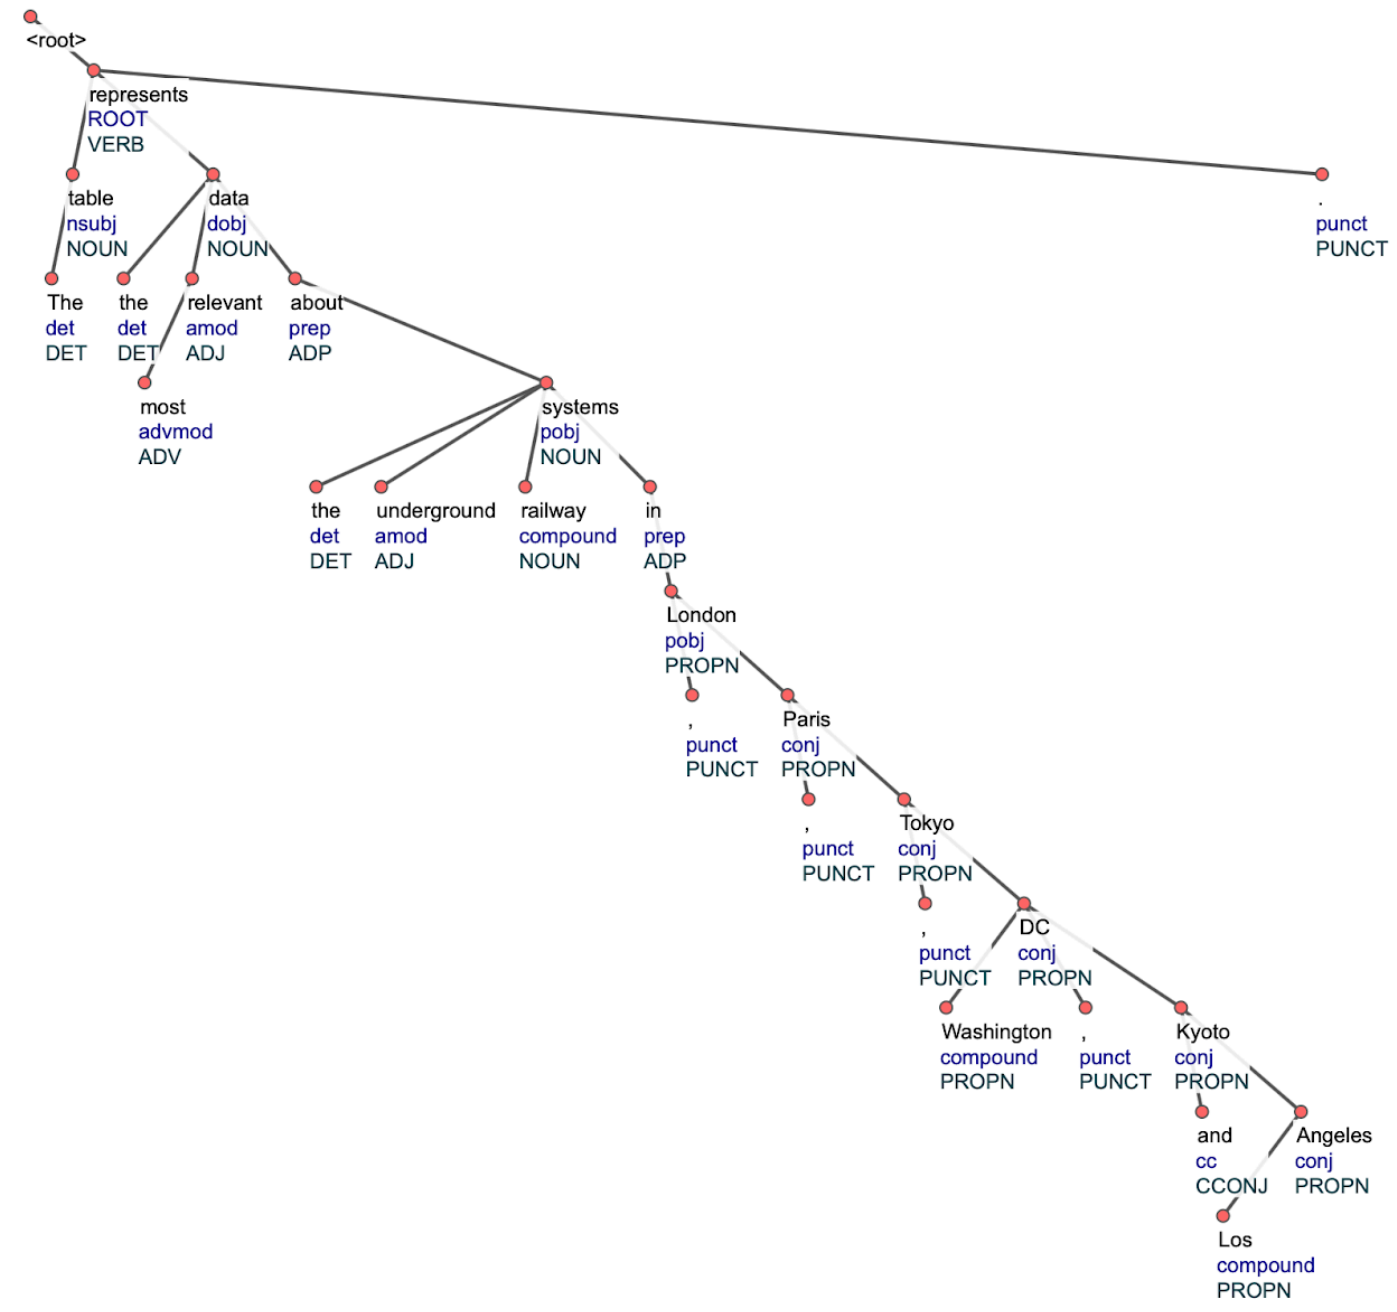 <root>
represents
ROOT
VERB
table
nsubj
NOUN
data
dobj
NOUN
.
punct
PUNCT
The
det
DET
the
det
DET
relevant
amod
ADJ
about
prep
ADP
most
advmod
ADV
systems
pobj
NOUN
the
det
DET
underground
amod
ADJ
railway
compound
NOUN
in
prep
ADP
London
pobj
PROPN
,
punct
PUNCT
Paris
conj
PROPN
,
punct
PUNCT
Tokyo
conj
PROPN
,
punct
PUNCT
DC
conj
PROPN
Washington
compound
PROPN
,
punct
PUNCT
Kyoto
conj
PROPN
and
cc
CCONJ
Angeles
conj
PROPN
Los
compound
PROPN